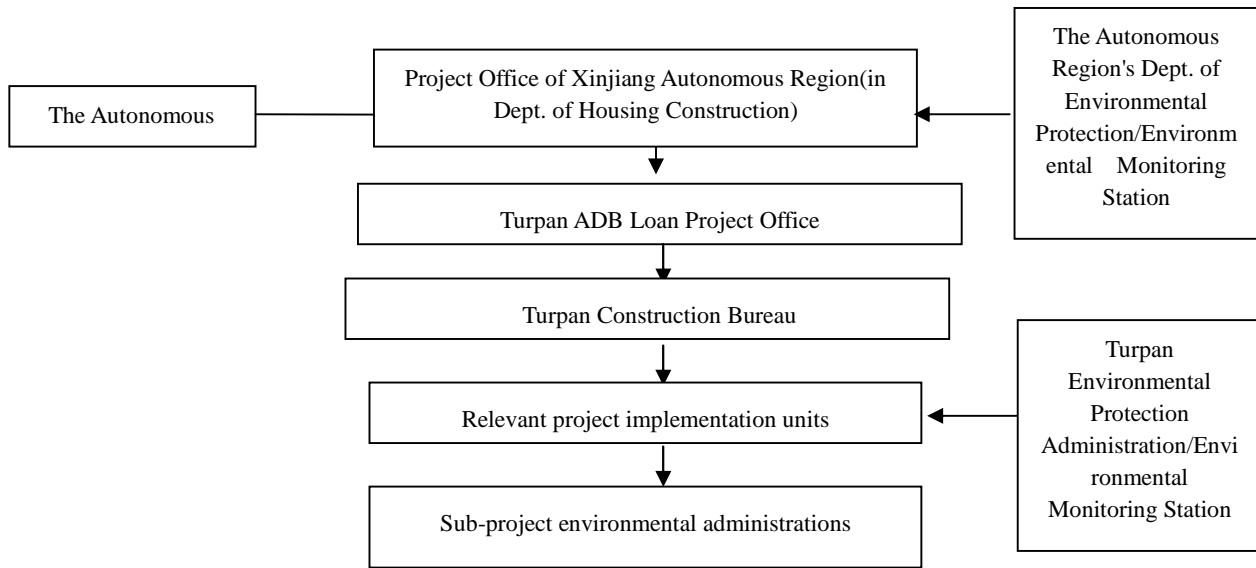 The Autonomous
Project Office of Xinjiang Autonomous Region(in
Dept. of Housing Construction)
The Autonomous
Region's Dept. of
Environmental
Protection/Environm
ental Monitoring
Station
Turpan ADB Loan Project Office
Turpan Construction Bureau
Relevant project implementation units
Turpan
Environmental
Protection
Administration/Envi
ronmental
Monitoring Station
Sub-project environmental administrations